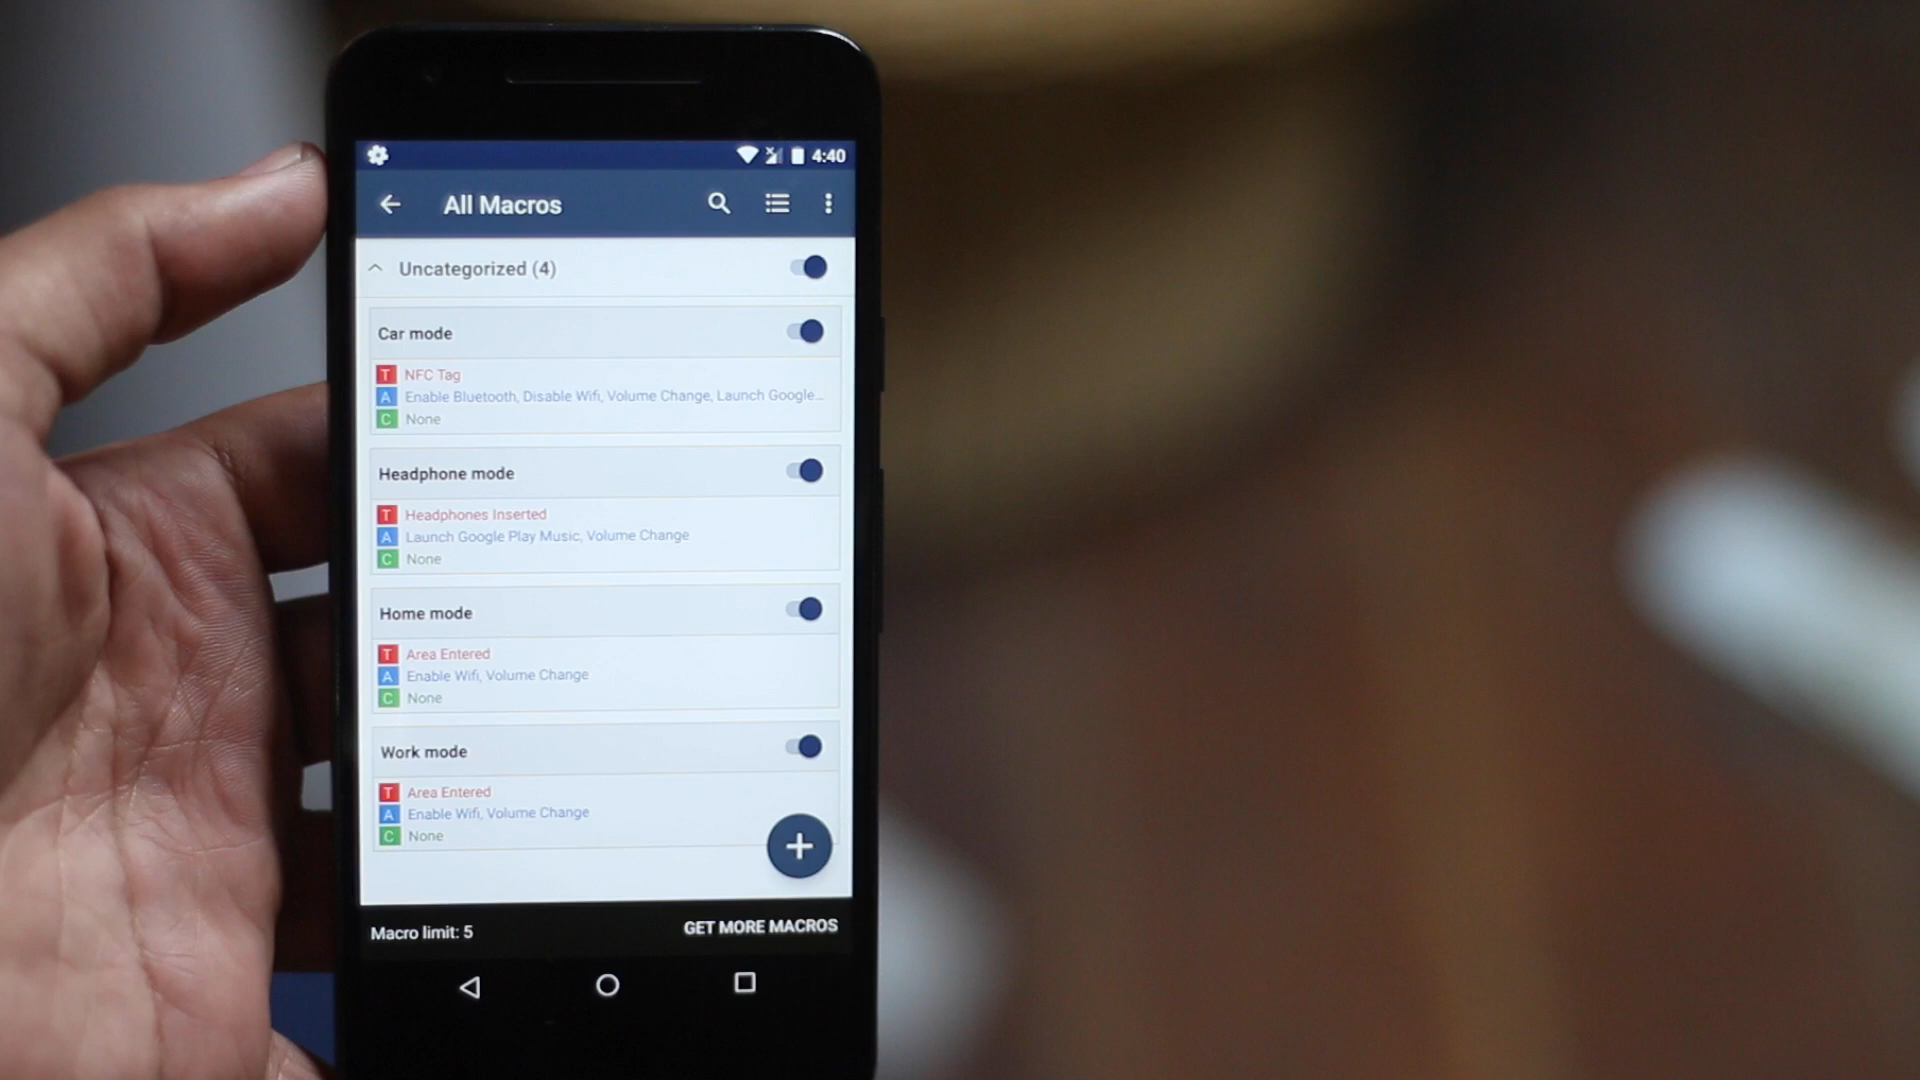 4:40
All Macros
Uncategorized (4)
Car mode
T NFC Tag
A Enable Bluetooth, Disable Wifi, Volume Change, Launch Google...
C None
Headphone mode
T Headphones Inserted
A Launch Google Play Music, Volume Change
C None
Home mode
T Area Entered
A Enable Wifi, Volume Change
C None
Work mode
T Area Entered
A Enable Wifi, Volume Change
C None
Macro limit: 5
GET MORE MACROS